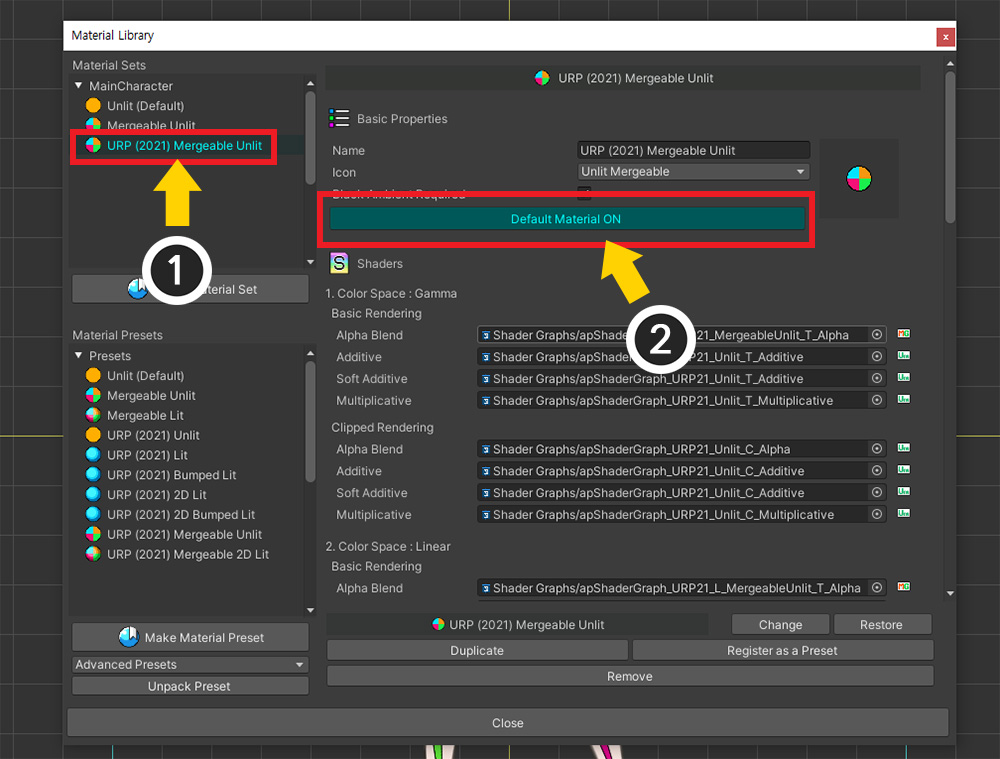 Material Library
x
Material Sets
MainCharacter
Unlit (Default)
Mergeable Unlit
URP (2021) Mergeable Unlit
1
Material Set
Material Presets
Presets
Unlit (Default)
Mergeable Unlit
Mergeable Lit
URP (2021) Unlit
URP (2021) Lit
URP (2021) Bumped Lit
URP (2021) 2D Lit
URP (2021) 2D Bumped Lit
URP (2021) Mergeable Unlit
URP (2021) Mergeable 2D Lit
Make Material Preset
Advanced Presets
Unpack Preset
URP (2021) Mergeable Unlit
Basic Properties
Name URP (2021) Mergeable Unlit
Icon Unlit Mergeable
Black Ambient Required
Default Material ON
2
S Shaders
1. Color Space : Gamma
Basic Rendering
Alpha Blend Shader Graphs/apShade URP21_MergeableUnlit_T_Alpha MG
Additive Shader Graphs/apShade URP21_Unlit_T_Additive
Soft Additive Shader Graphs/apShaderGraph_URP21_Unlit_T_Additive
Multiplicative Shader Graphs/apShaderGraph_URP21_Unlit_T_Multiplicative
Clipped Rendering
Alpha Blend Shader Graphs/apShaderGraph_URP21_Unlit_C_Alpha
Additive Shader Graphs/apShaderGraph_URP21_Unlit_C_Additive
Soft Additive Shader Graphs/apShaderGraph_URP21_Unlit_C_Additive
Multiplicative Shader Graphs/apShaderGraph_URP21_Unlit_C_Multiplicative
2. Color Space : Linear
Basic Rendering
Alpha Blend Shader Graphs/apShaderGraph_URP21_L_MergeableUnlit_T_Alpha MG
URP (2021) Mergeable Unlit Change Restore
Duplicate Register as a Preset
Remove
Close